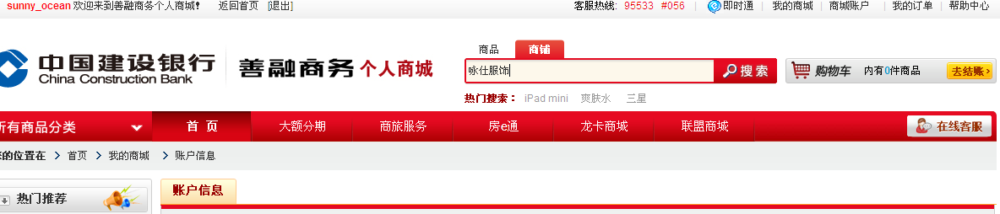 sunny_ocean 欢迎来到善融商务个人商城! 返回首页 [退出] 客服热线: 95533 #056 | 即时通 | 我的商城 | 商城账户 | 我的订单 | 帮助中心
商品 商铺
中国建设银行 善融商务 个人商城
China Construction Bank
咏仕服饰 搜索 购物车 内有0件商品 去结账›
热门搜索: iPad mini 爽肤水 三星
所有商品分类 首 页 大额分期 商旅服务 房e通 龙卡商城 联盟商城 在线客服
您的位置在 > 首页 > 我的商城 > 账户信息
热门推荐 账户信息